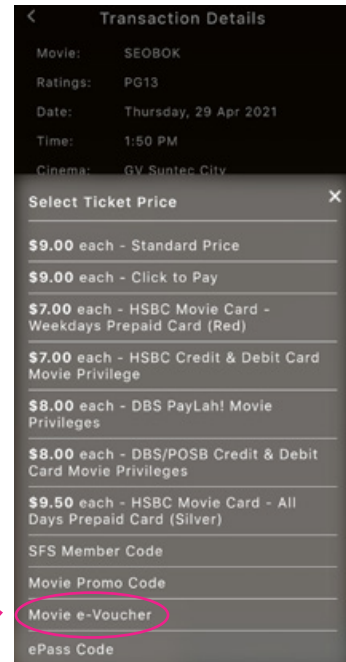 Transaction Details
Movie: SEOBOK
Ratings: PG13
Date: Thursday, 29 Apr 2021
Time: 1:50 PM
Cinema: GV Suntec City
Select Ticket Price
$9.00 each - Standard Price
$9.00 each - Click to Pay
$7.00 each - HSBC Movie Card -
Weekdays Prepaid Card (Red)
$7.00 each - HSBC Credit & Debit Card
Movie Privilege
$8.00 each - DBS PayLah! Movie
Privileges
$8.00 each - DBS/POSB Credit & Debit
Card Movie Privileges
$9.50 each - HSBC Movie Card - All
Days Prepaid Card (Silver)
SFS Member Code
Movie Promo Code
Movie e-Voucher
ePass Code